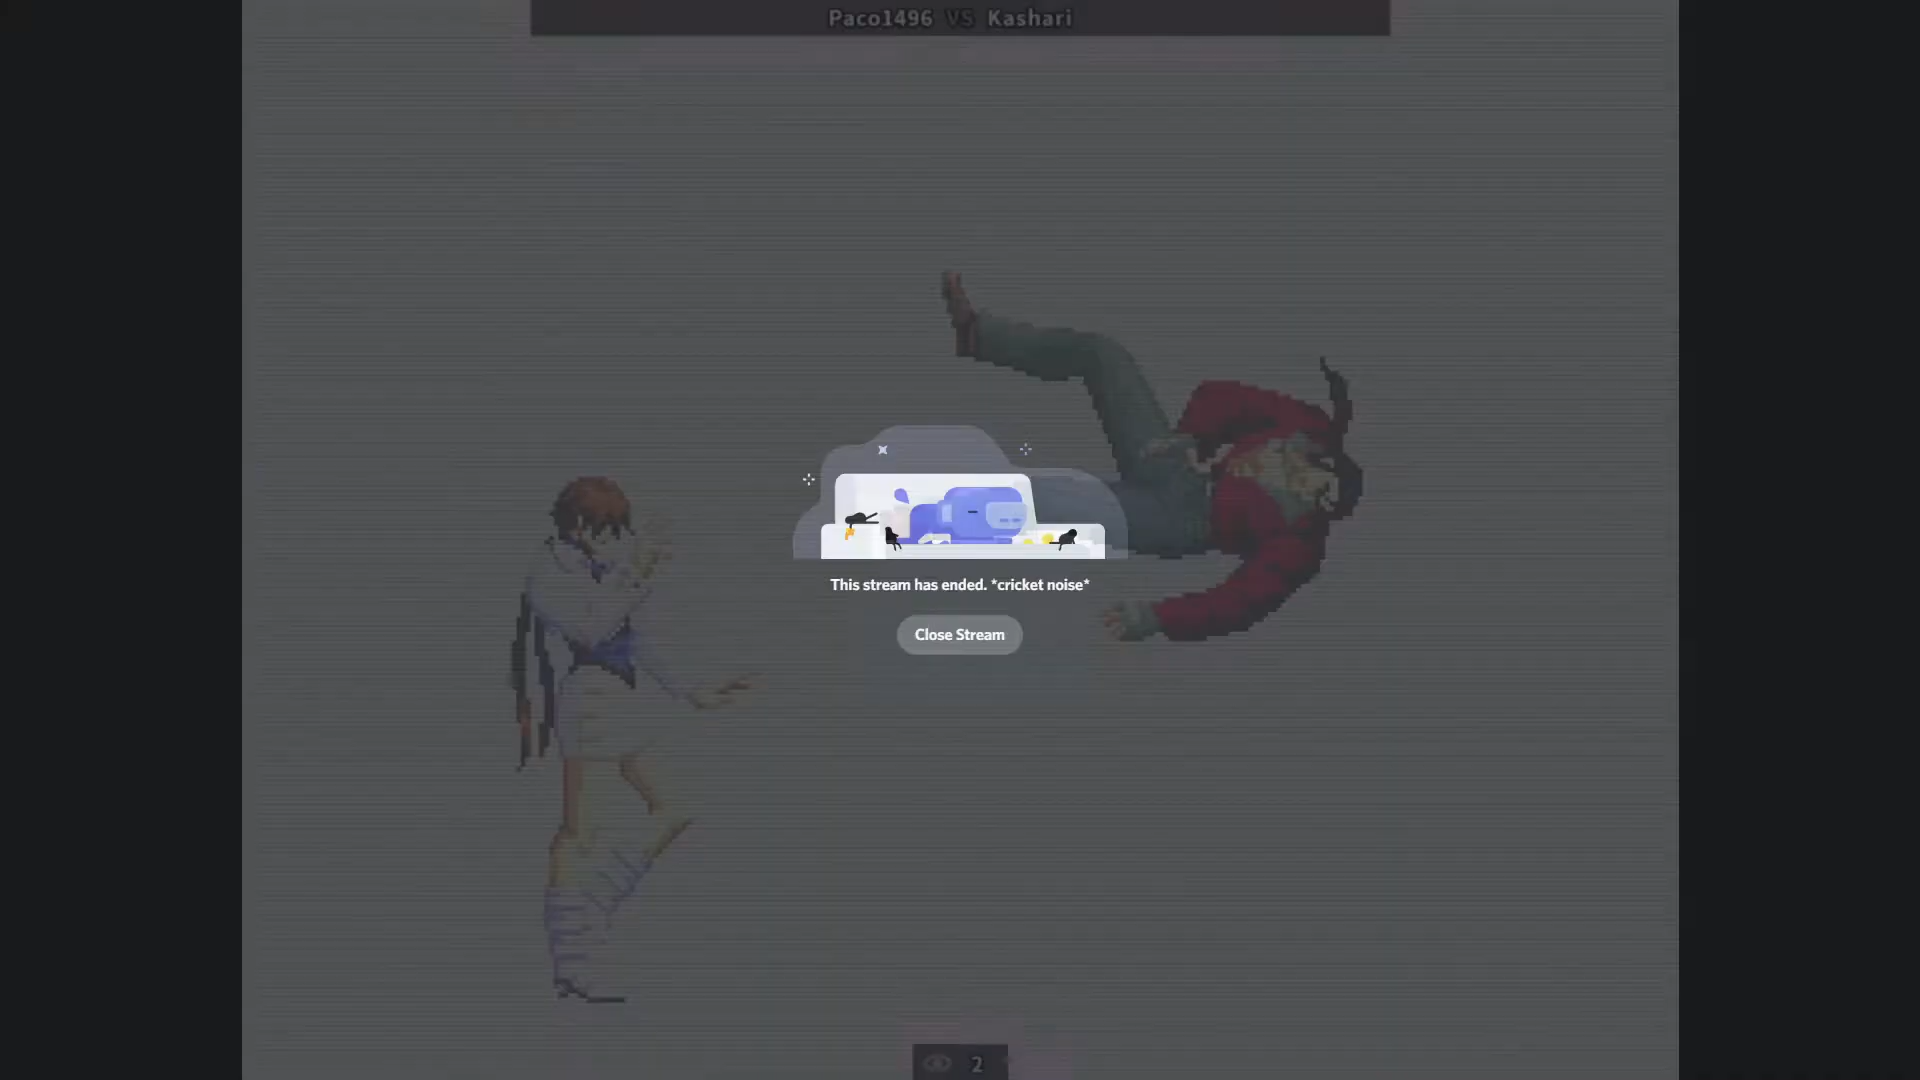 Paco1496 VS Kashari
This stream has ended. *cricket noise*
Close Stream
2